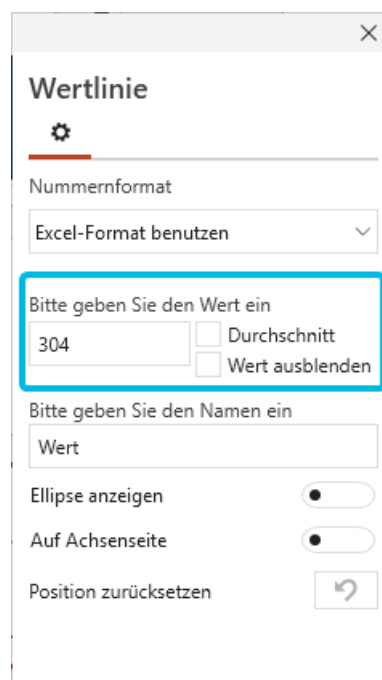 Wertlinie
Nummernformat
Excel-Format benutzen
Bitte geben Sie den Wert ein
304
Durchschnitt
Wert ausblenden
Bitte geben Sie den Namen ein
Wert
Ellipse anzeigen
Auf Achsenseite
Position zurücksetzen